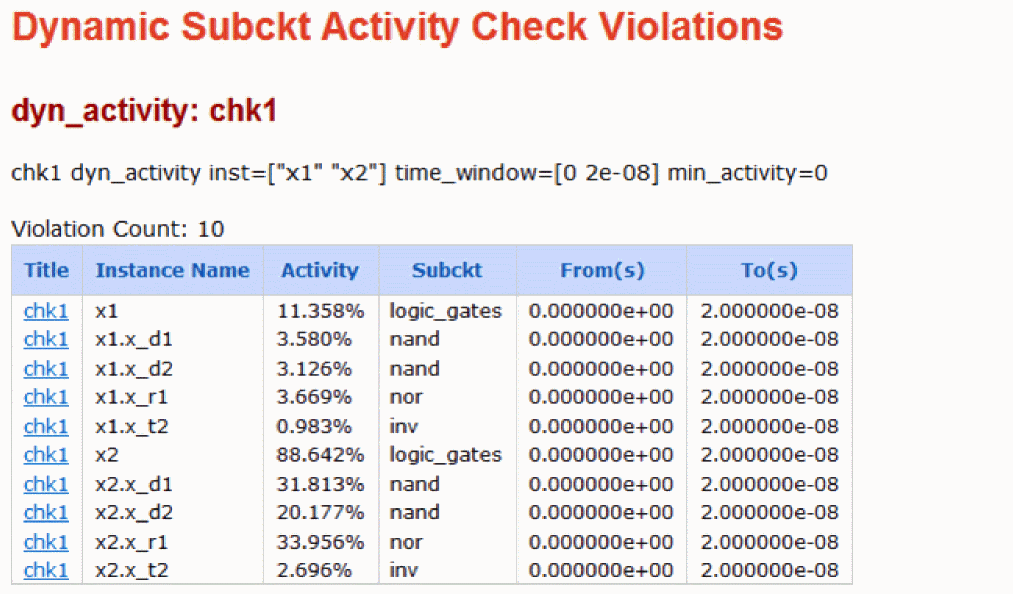 Dynamic Subckt Activity Check Violations
dyn_activity: chk1
chk1 dyn_activity inst=["x1" "x2"] time_window=[0 2e-08] min_activity=0
Violation Count: 10
Title Instance Name Activity Subckt From(s) To(s)
chk1 x1 11.358% logic_gates 0.000000e+00 2.000000e-08
chk1 x1.x_d1 3.580% nand 0.000000e+00 2.000000e-08
chk1 x1.x_d2 3.126% nand 0.000000e+00 2.000000e-08
chk1 x1.x_r1 3.669% nor 0.000000e+00 2.000000e-08
chk1 x1.x_t2 0.983% inv 0.000000e+00 2.000000e-08
chk1 x2 88.642% logic_gates 0.000000e+00 2.000000e-08
chk1 x2.x_d1 31.813% nand 0.000000e+00 2.000000e-08
chk1 x2.x_d2 20.177% nand 0.000000e+00 2.000000e-08
chk1 x2.x_r1 33.956% nor 0.000000e+00 2.000000e-08
chk1 x2.x_t2 2.696% inv 0.000000e+00 2.000000e-08